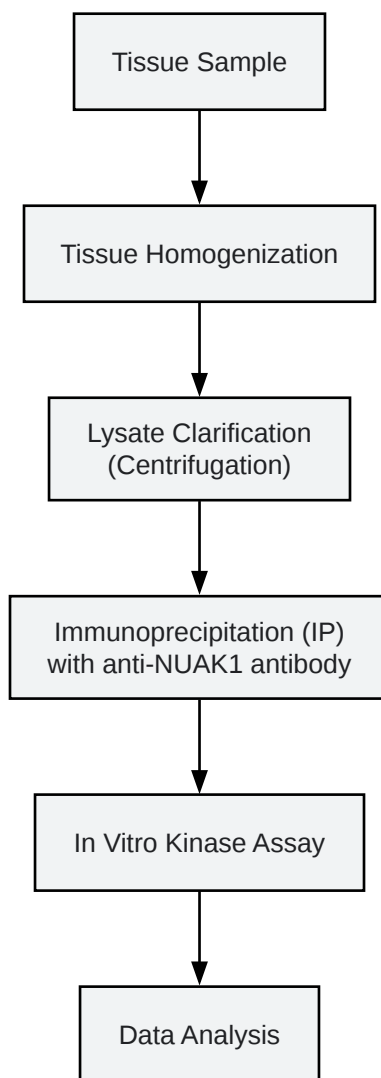 Tissue Sample
Tissue Homogenization
Lysate Clarification
(Centrifugation)
Immunoprecipitation (IP)
with anti-NUAK1 antibody
In Vitro Kinase Assay
Data Analysis